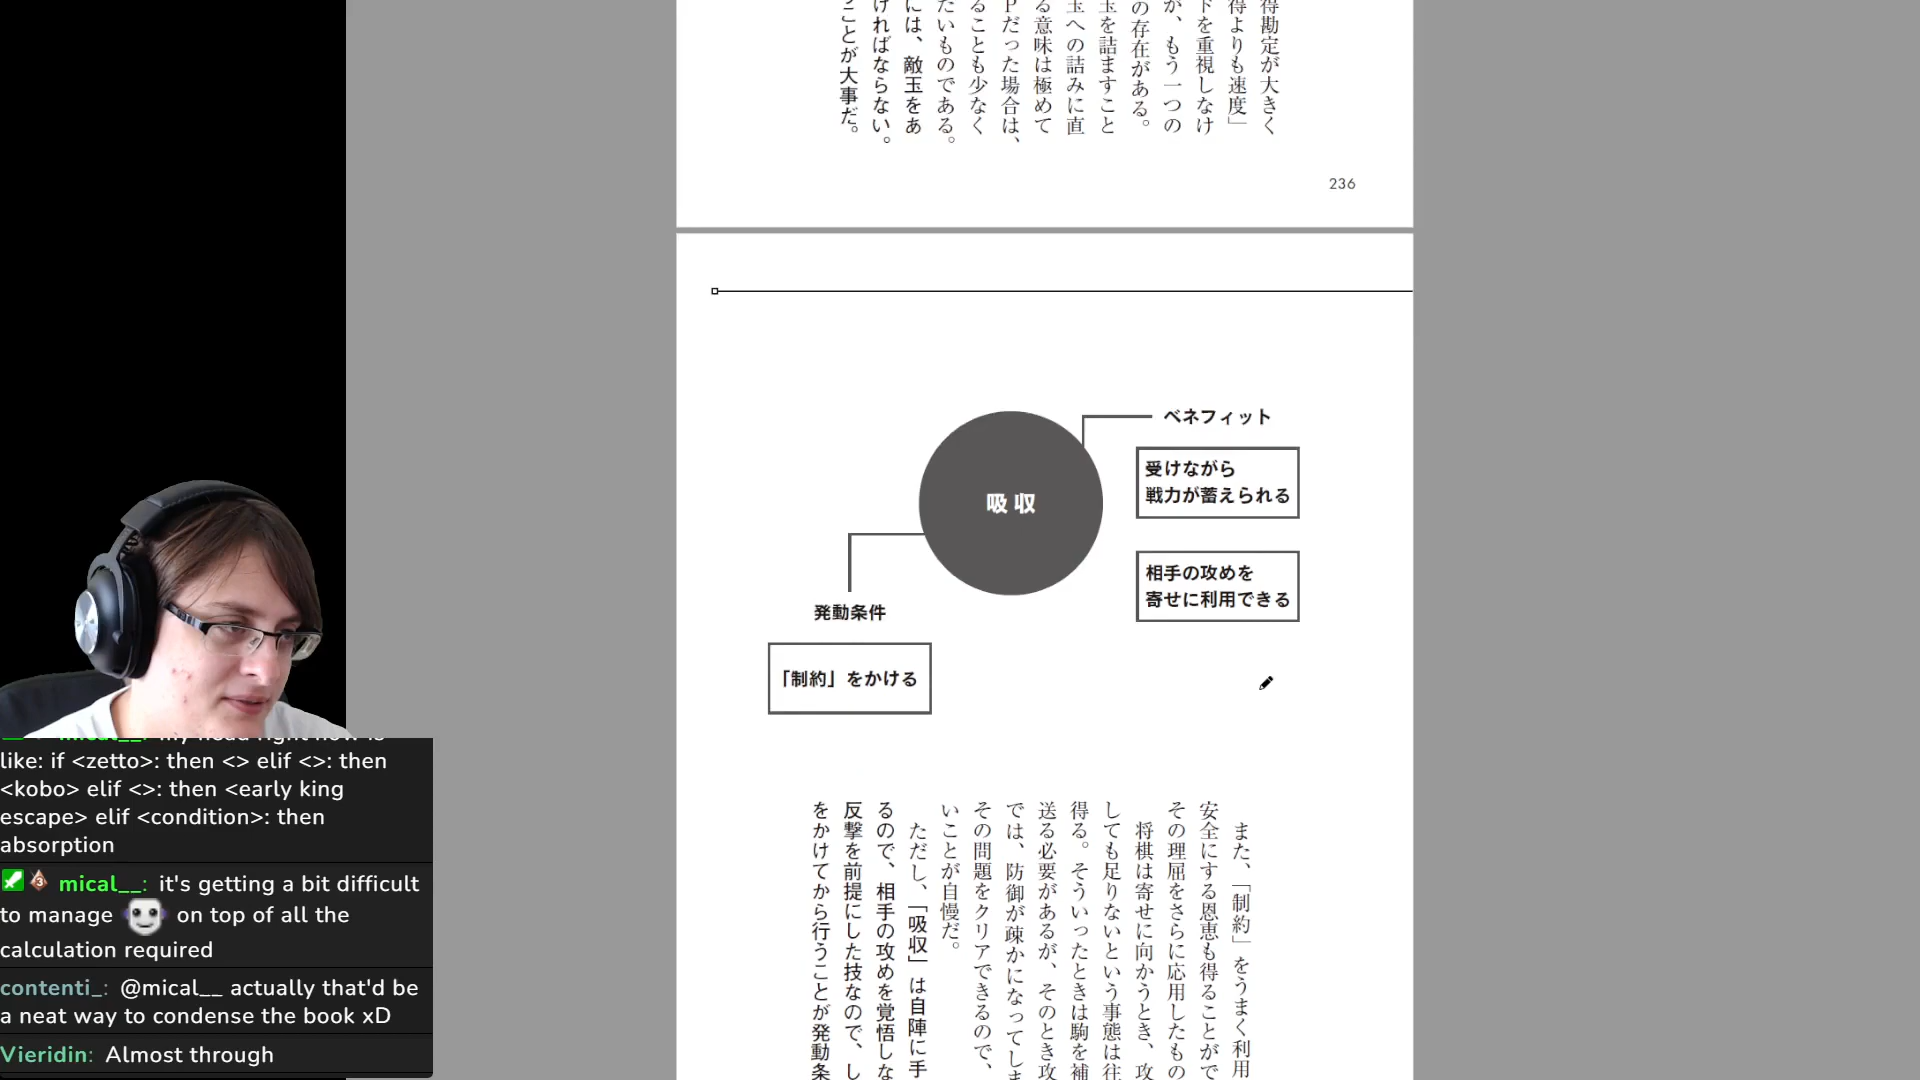 得勘定が大きく
得よりも速度」
ドを重視しなけ
が、もう一つの
の存在がある。
玉を詰ますこと
玉への詰みに直
る意味は極めて
Pだった場合は、
ることも少なく
たいものである。
には、敵玉をあ
ければならない。
ことが大事だ。
236
吸収
ベネフィット
受けながら
戦力が蓄えられる
相手の攻めを
寄せに利用できる
発動条件
「制約」をかける
また、「制約」をうまく利用
安全にする恩恵も得ることがで
その理屈をさらに応用したもの
将棋は寄せに向かうとき、攻
しても足りないという事態は往
得る。そういったときは駒を補
送る必要があるが、そのとき攻
では、防御が疎かになってしま
その問題をクリアできるので、
いことが自慢だ。
ただし、「吸収」は自陣に手
るので、相手の攻めを覚悟しな
反撃を前提にした技なので、し
をかけてから行うことが発動条
mical__: my head right now is
like: if <zetto>: then <> elif <>: then
<kobo> elif <>: then <early king
escape> elif <condition>: then
absorption
mical__: it's getting a bit difficult
to manage on top of all the
calculation required
contenti_: @mical__ actually that'd be
a neat way to condense the book xD
Vieridin: Almost through